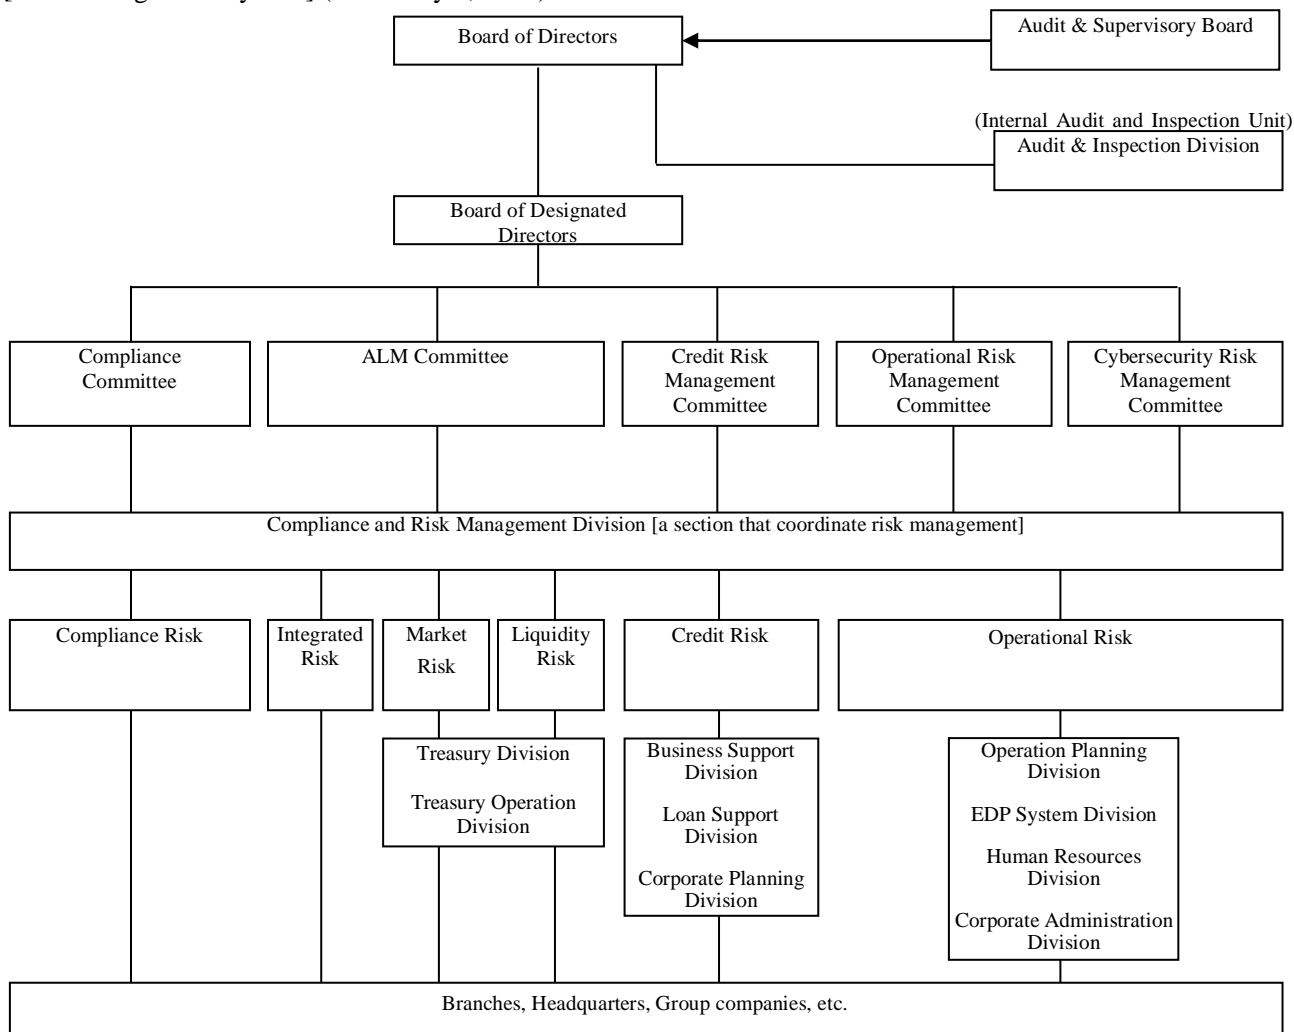 Board of Directors
Audit & Supervisory Board
(Internal Audit and Inspection Unit)
Audit & Inspection Division
Board of Designated
Directors
Compliance
Committee
ALM Committee
Credit Risk
Management
Committee
Operational Risk
Management
Committee
Cybersecurity Risk
Management
Committee
Compliance and Risk Management Division [a section that coordinate risk management]
Compliance Risk
Integrated
Risk
Market
Risk
Liquidity
Risk
Credit Risk
Operational Risk
Treasury Division
Treasury Operation
Division
Business Support
Division
Loan Support
Division
Corporate Planning
Division
Operation Planning
Division
EDP System Division
Human Resources
Division
Corporate Administration
Division
Branches, Headquarters, Group companies, etc.